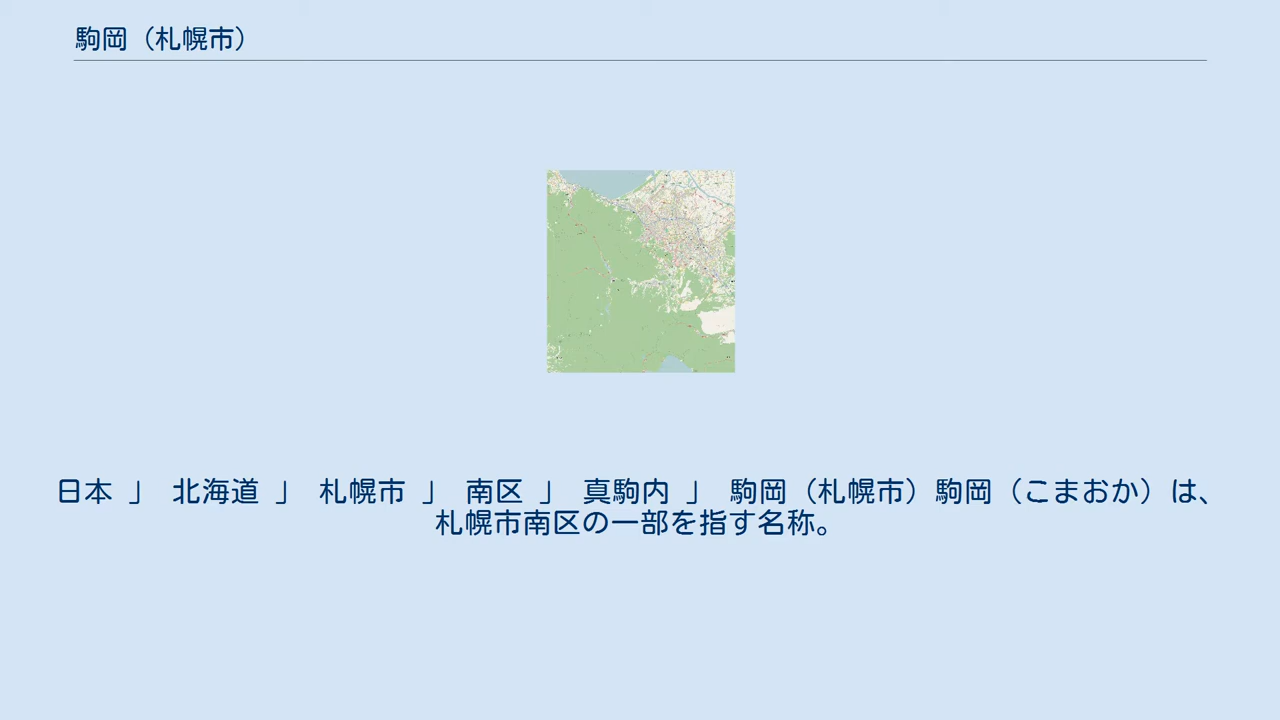 駒岡（札幌市）
日本 」 北海道 」 札幌市 」 南区 」 真駒内 」 駒岡（札幌市）駒岡（こまおか）は、
札幌市南区の一部を指す名称。